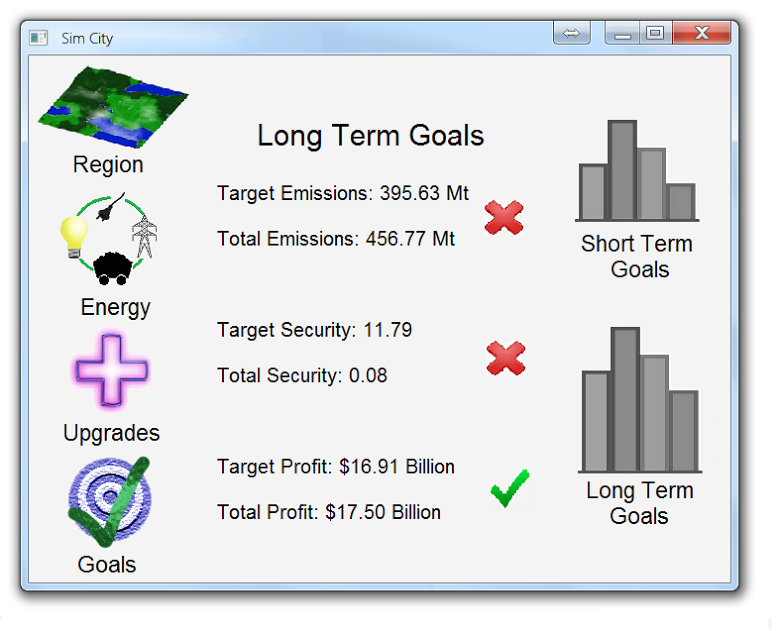 Sim City
Region
Energy
Upgrades
Goals
Long Term Goals
Target Emissions: 395.63 Mt
Total Emissions: 456.77 Mt
Target Security: 11.79
Total Security: 0.08
Target Profit: $16.91 Billion
Total Profit: $17.50 Billion
Short Term
Goals
Long Term
Goals